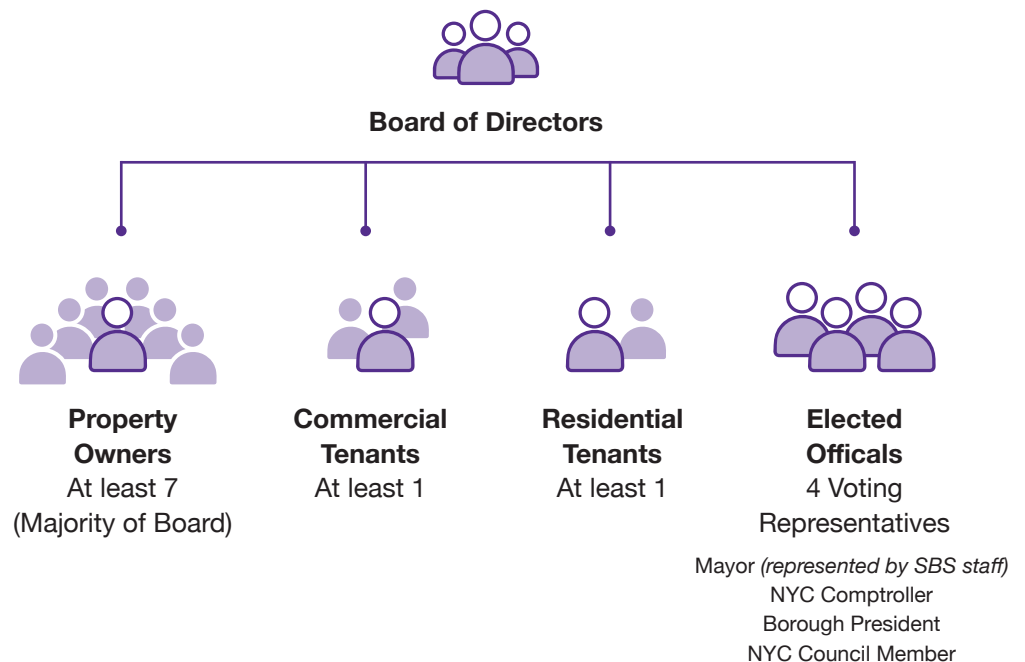 Board of Directors
Property
Owners
At least 7
(Majority of Board)
Commercial
Tenants
At least 1
Residential
Tenants
At least 1
Elected
Officals
4 Voting
Representatives
Mayor (represented by SBS staff)
NYC Comptroller
Borough President
NYC Council Member